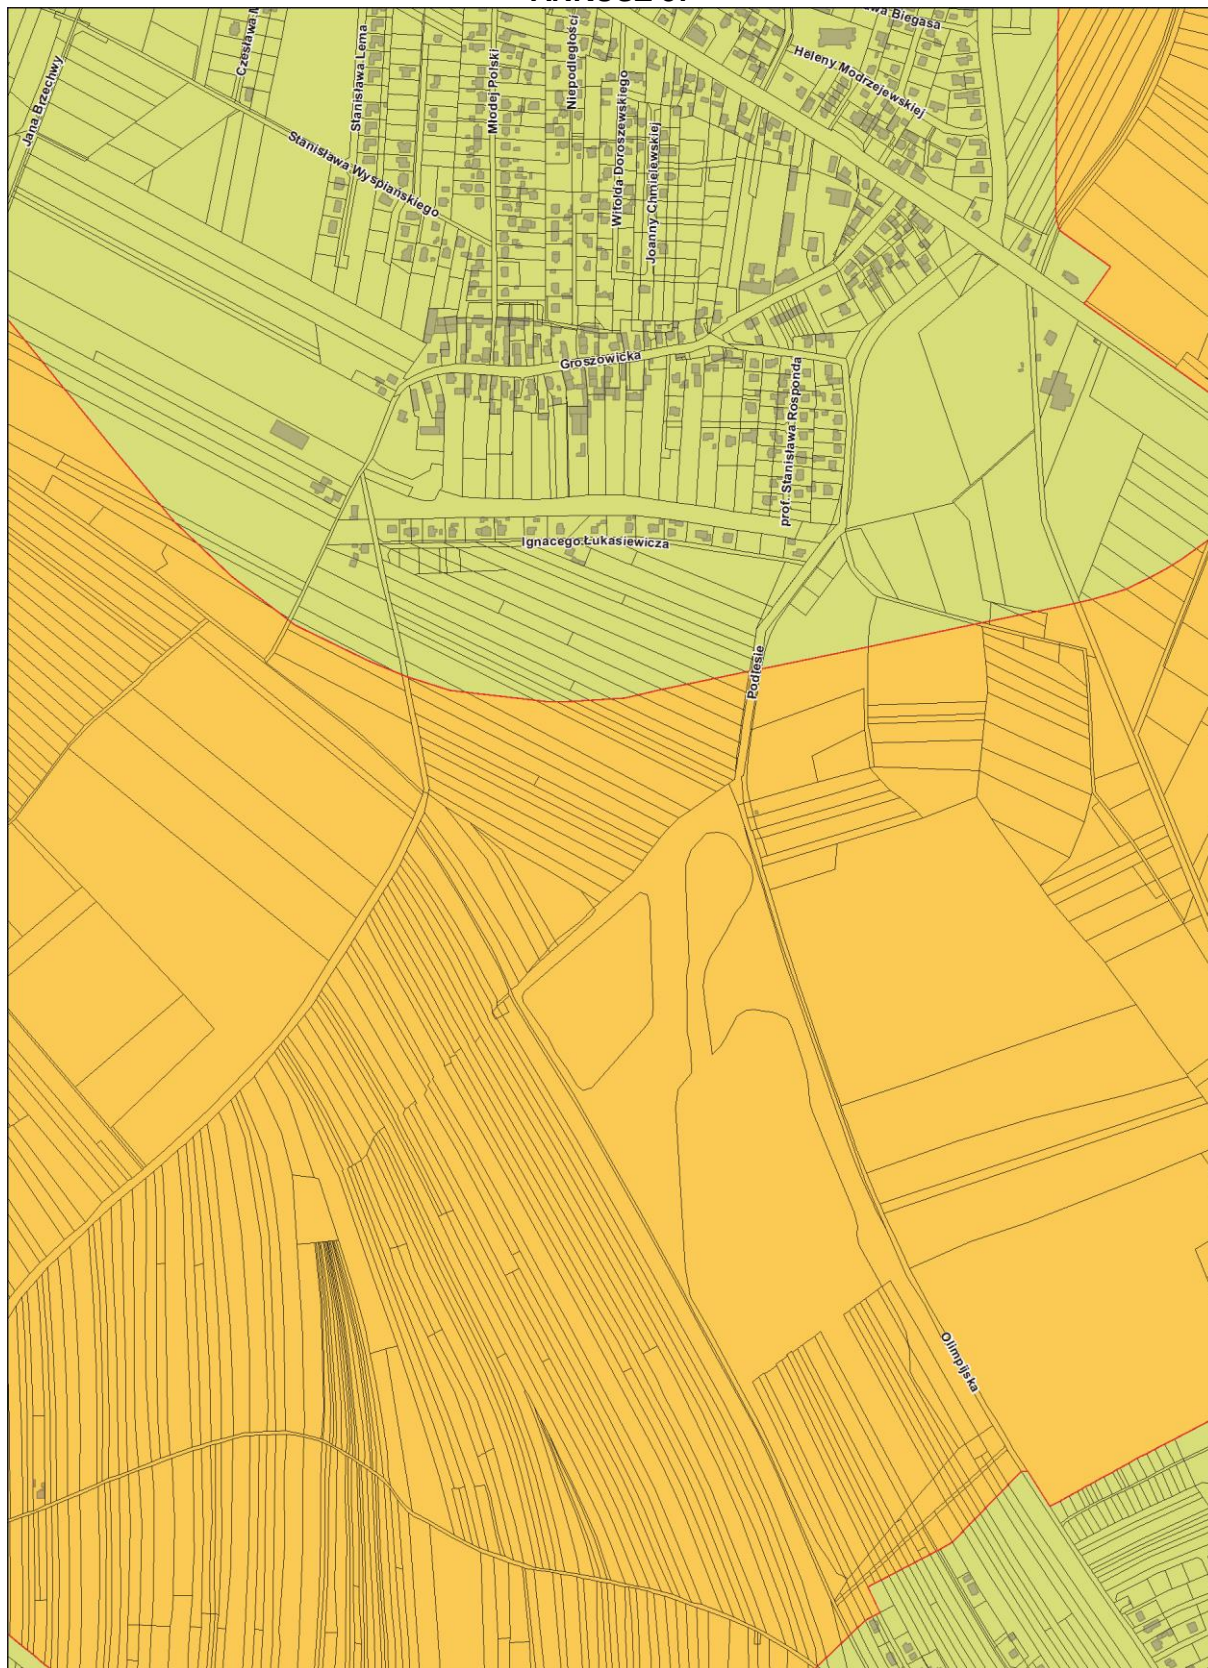 Jana Brzechwy
Stanisława Lema
Stanisława Wyspiańskiego
Młodej Polski
Niepodległości
Witolda Doroszewskiego
Joanny Chmielewskiej
Biegasa
Heleny Modrzejewskiej
Groszowicka
prof. Stanisława Rosponda
Ignacego Łukasiewicza
Podlesie
Olimpijska